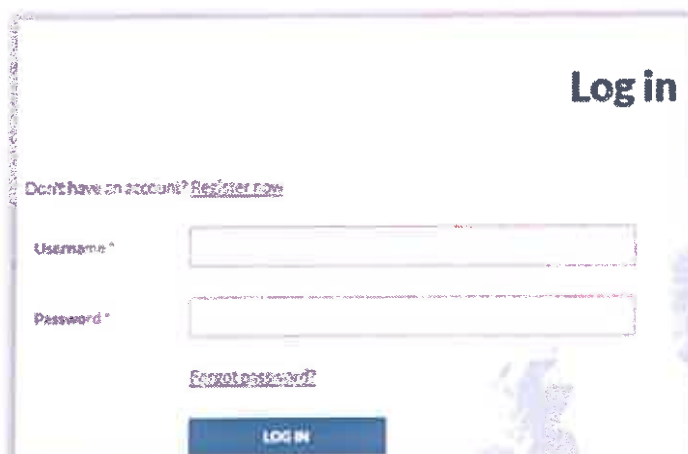 Log in
Don't have an account? Register now
Username *
Password *
Forgot password?
LOG IN